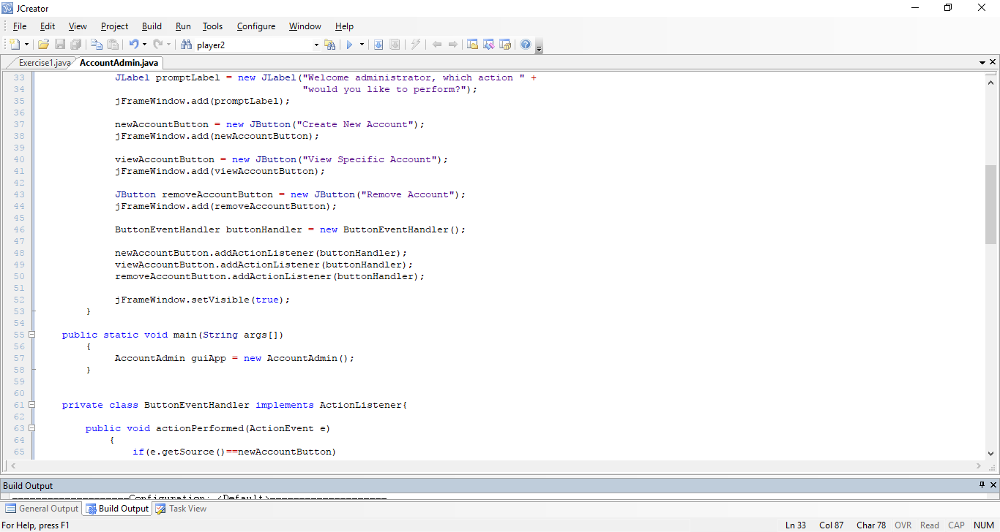 JCreator
File Edit View Project Build Run Tools Configure Window Help
player2
Exercise1.java AccountAdmin.java
33 JLabel promptLabel = new JLabel("Welcome administrator, which action " +
34 "would you like to perform?");
35 jFrameWindow.add(promptLabel);
36
37 newAccountButton = new JButton("Create New Account");
38 jFrameWindow.add(newAccountButton);
39
40 viewAccountButton = new JButton("View Specific Account");
41 jFrameWindow.add(viewAccountButton);
42
43 JButton removeAccountButton = new JButton("Remove Account");
44 jFrameWindow.add(removeAccountButton);
45
46 ButtonEventHandler buttonHandler = new ButtonEventHandler();
47
48 newAccountButton.addActionListener(buttonHandler);
49 viewAccountButton.addActionListener(buttonHandler);
50 removeAccountButton.addActionListener(buttonHandler);
51
52 jFrameWindow.setVisible(true);
53 }
54
55 public static void main(String args[])
56 {
57 AccountAdmin guiApp = new AccountAdmin();
58 }
59
60
61 private class ButtonEventHandler implements ActionListener{
62
63 public void actionPerformed(ActionEvent e)
64 {
65 if(e.getSource()==newAccountButton)
Build Output
--------------------Configuration: <Default>--------------------
General Output Build Output Task View
For Help, press F1 Ln 33 Col 87 Char 78 OVR Read CAP NUM